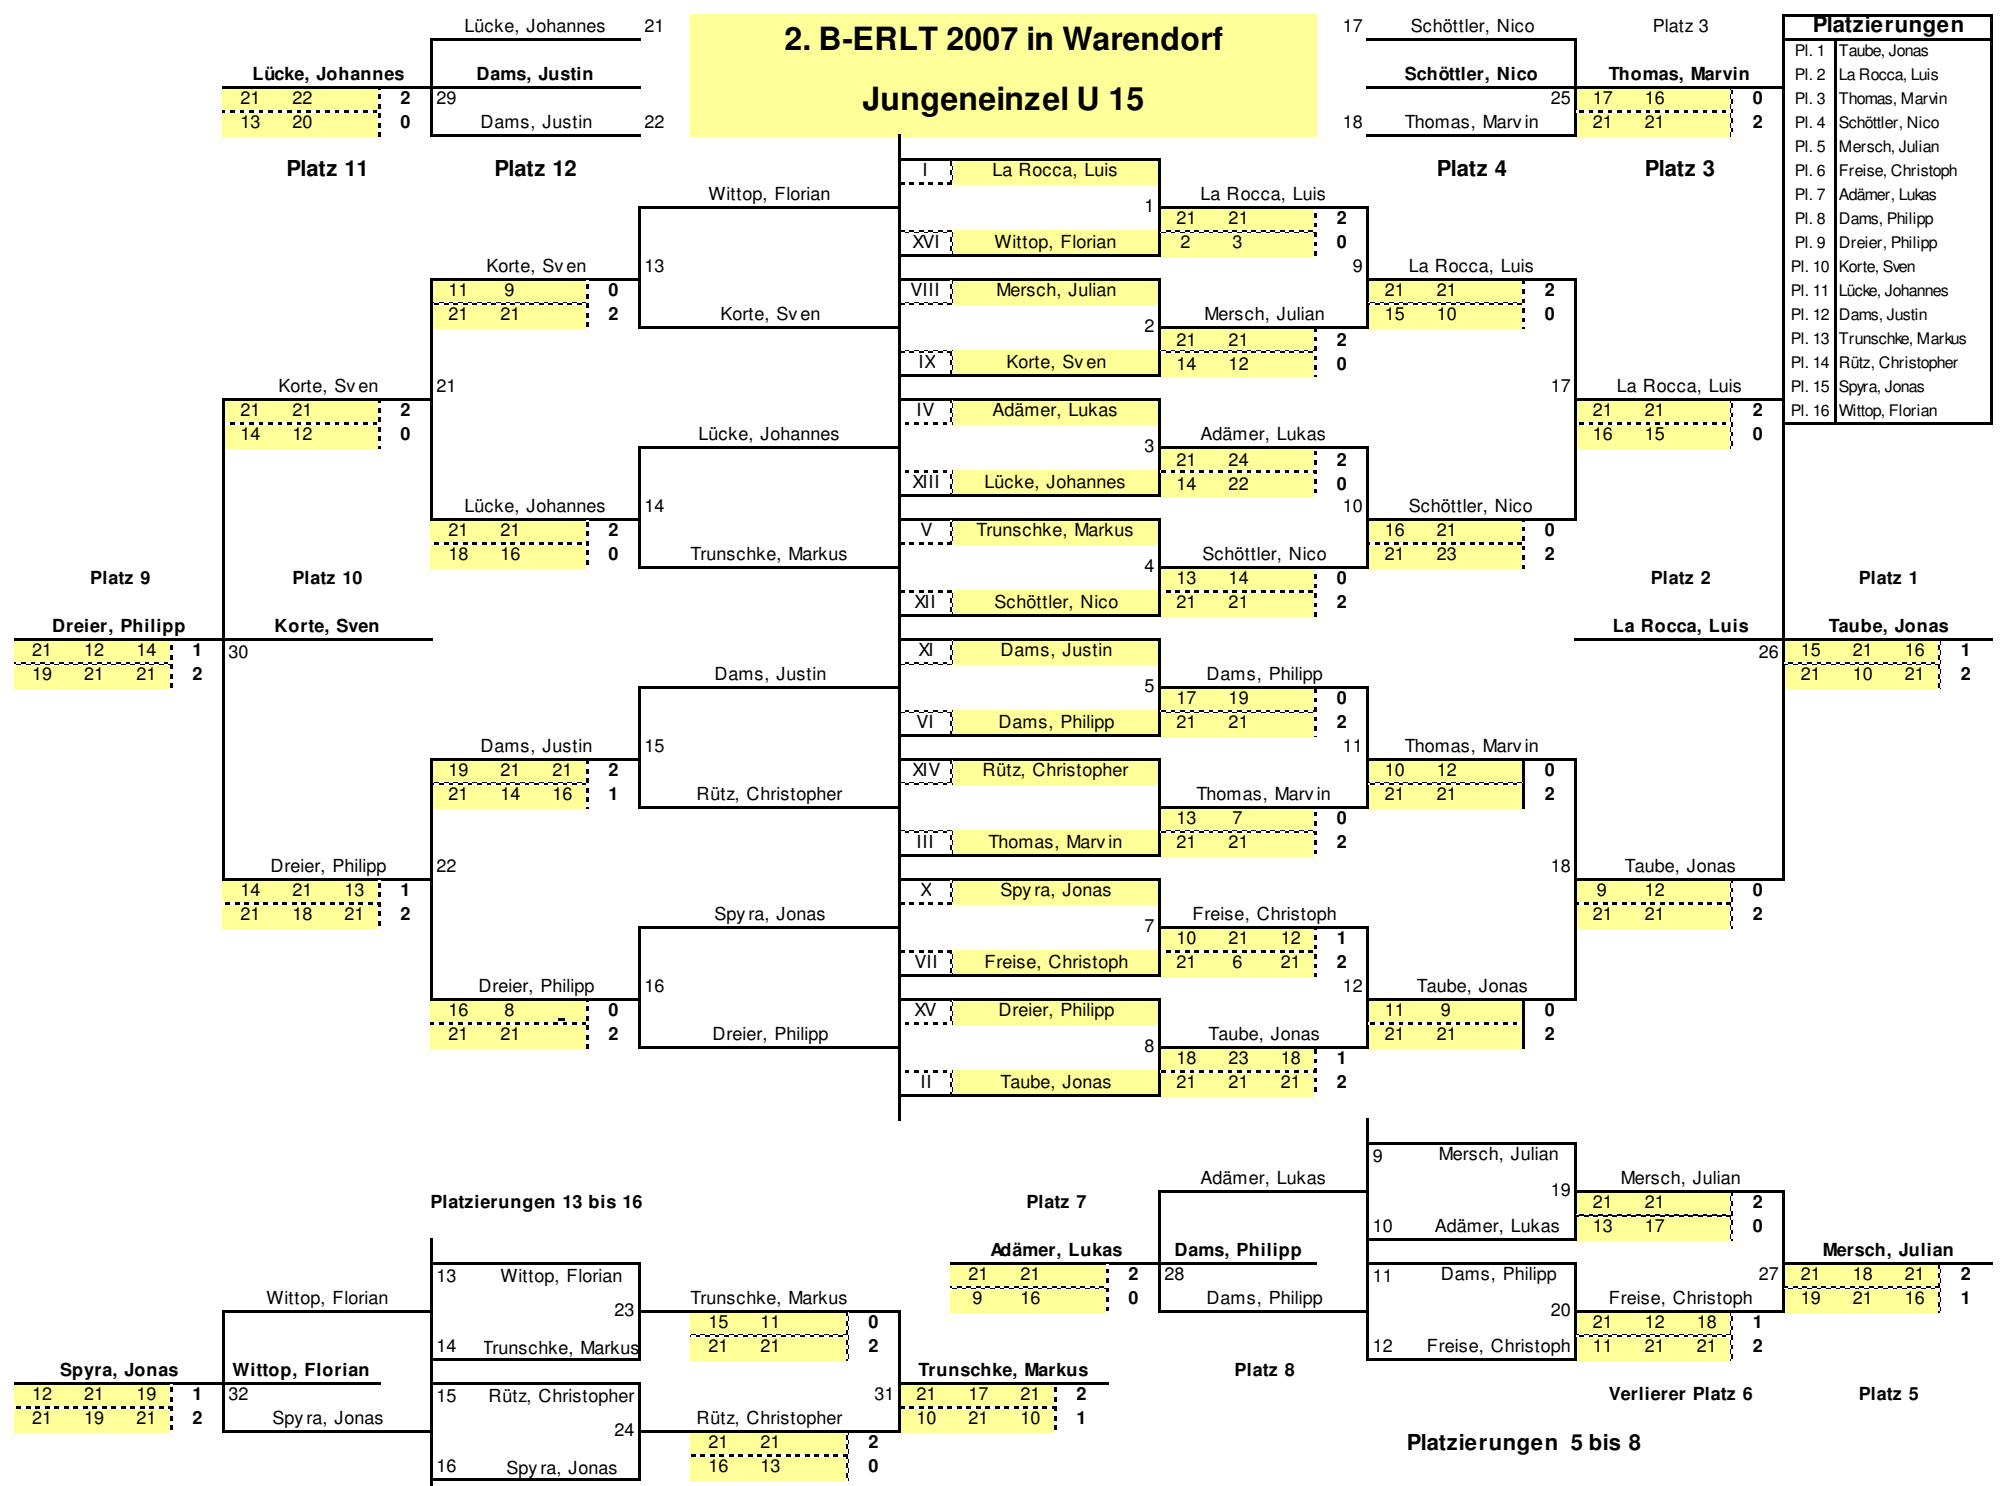 Lücke, Johannes 21
2. B-ERLT 2007 in Warendorf
17 Schöttler, Nico Platz 3
Platzierungen
Pl. 1 Taube, Jonas
Pl. 2 La Rocca, Luis
Pl. 3 Thomas, Marvin
Pl. 4 Schöttler, Nico
Pl. 5 Mersch, Julian
Pl. 6 Freise, Christoph
Pl. 7 Adämer, Lukas
Pl. 8 Dams, Philipp
Pl. 9 Dreier, Philipp
Pl. 10 Korte, Sven
Pl. 11 Lücke, Johannes
Pl. 12 Dams, Justin
Pl. 13 Trunschke, Markus
Pl. 14 Rütz, Christopher
Pl. 15 Spyra, Jonas
Pl. 16 Wittop, Florian
Lücke, Johannes Dams, Justin
Jungeneinzel U 15
Schöttler, Nico Thomas, Marvin
21 22 2 29
25 17 16 0
13 20 0 Dams, Justin 22
18 Thomas, Marvin 21 21 2
Platz 11 Platz 12
I La Rocca, Luis
Platz 4 Platz 3
Wittop, Florian
La Rocca, Luis
1
21 21 2
XVI Wittop, Florian 2 3 0
Korte, Sven 13
9 La Rocca, Luis
11 9 0
VIII Mersch, Julian
21 21 2
21 21 2
Korte, Sven
2 Mersch, Julian
15 10 0
21 21 2
IX Korte, Sven 14 12 0
Korte, Sven 21
17 La Rocca, Luis
21 21 2
IV Adämer, Lukas
21 21 2
14 12 0
Lücke, Johannes
3 Adämer, Lukas
16 15 0
21 24 2
XIII Lücke, Johannes 14 22 0
Lücke, Johannes 14
10 Schöttler, Nico
21 21 2
V Trunschke, Markus
16 21 0
18 16 0
Trunschke, Markus
4 Schöttler, Nico
21 23 2
Platz 9 Platz 10
13 14 0
Platz 2 Platz 1
XII Schöttler, Nico 21 21 2
Dreier, Philipp Korte, Sven
La Rocca, Luis Taube, Jonas
21 12 14 1 30
XI Dams, Justin
26 15 21 16 1
19 21 21 2
Dams, Justin
5 Dams, Philipp
21 10 21 2
17 19 0
VI Dams, Philipp 21 21 2
Dams, Justin 15
11 Thomas, Marvin
19 21 21 2
XIV Rütz, Christopher
10 12 0
21 14 16 1
Rütz, Christopher
Thomas, Marvin
21 21 2
13 7 0
III Thomas, Marvin 21 21 2
Dreier, Philipp 22
18 Taube, Jonas
14 21 13 1
X Spyra, Jonas
9 12 0
21 18 21 2
Spyra, Jonas
7 Freise, Christoph
21 21 2
10 21 12 1
VII Freise, Christoph 21 6 21 2
Dreier, Philipp 16
12 Taube, Jonas
16 8 _ 0
XV Dreier, Philipp
11 9 0
21 21 2
Dreier, Philipp
8 Taube, Jonas
21 21 2
18 23 18 1
II Taube, Jonas 21 21 21 2
9 Mersch, Julian
Adämer, Lukas
19 Mersch, Julian
Platzierungen 13 bis 16
Platz 7
21 21 2
10 Adämer, Lukas 13 17 0
Adämer, Lukas Dams, Philipp
Mersch, Julian
13 Wittop, Florian
21 21 2 28
11 Dams, Philipp
27 21 18 21 2
Wittop, Florian
23 Trunschke, Markus
9 16 0 Dams, Philipp
20 Freise, Christoph
19 21 16 1
15 11 0
21 12 18 1
14 Trunschke, Markus 21 21 2
12 Freise, Christoph 11 21 21 2
Spyra, Jonas Wittop, Florian
Trunschke, Markus
Platz 8
12 21 19 1 32
15 Rütz, Christopher
31 21 17 21 2
Verlierer Platz 6 Platz 5
21 19 21 2 Spyra, Jonas
24 Rütz, Christopher
10 21 10 1
21 21 2
Platzierungen 5 bis 8
16 Spyra, Jonas 16 13 0